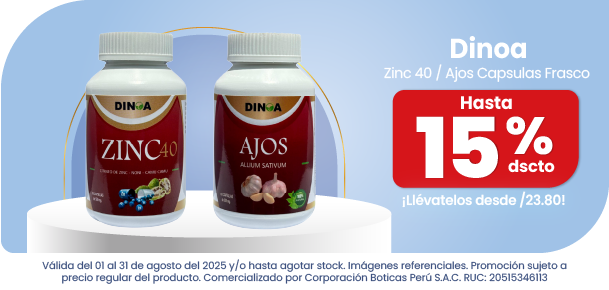 Dinoa
Zinc 40 / Ajos Capsulas Frasco
Hasta
15%
dscto
¡Llévatelos desde /23.80!
DINOA
ZINC40
DINOA
AJOS
ALLIUM SATIVUM
Válida del 01 al 31 de agosto del 2025 y/o hasta agotar stock. Imágenes referenciales. Promoción sujeto a
precio regular del producto. Comercializado por Corporación Boticas Perú S.A.C. RUC: 20515346113